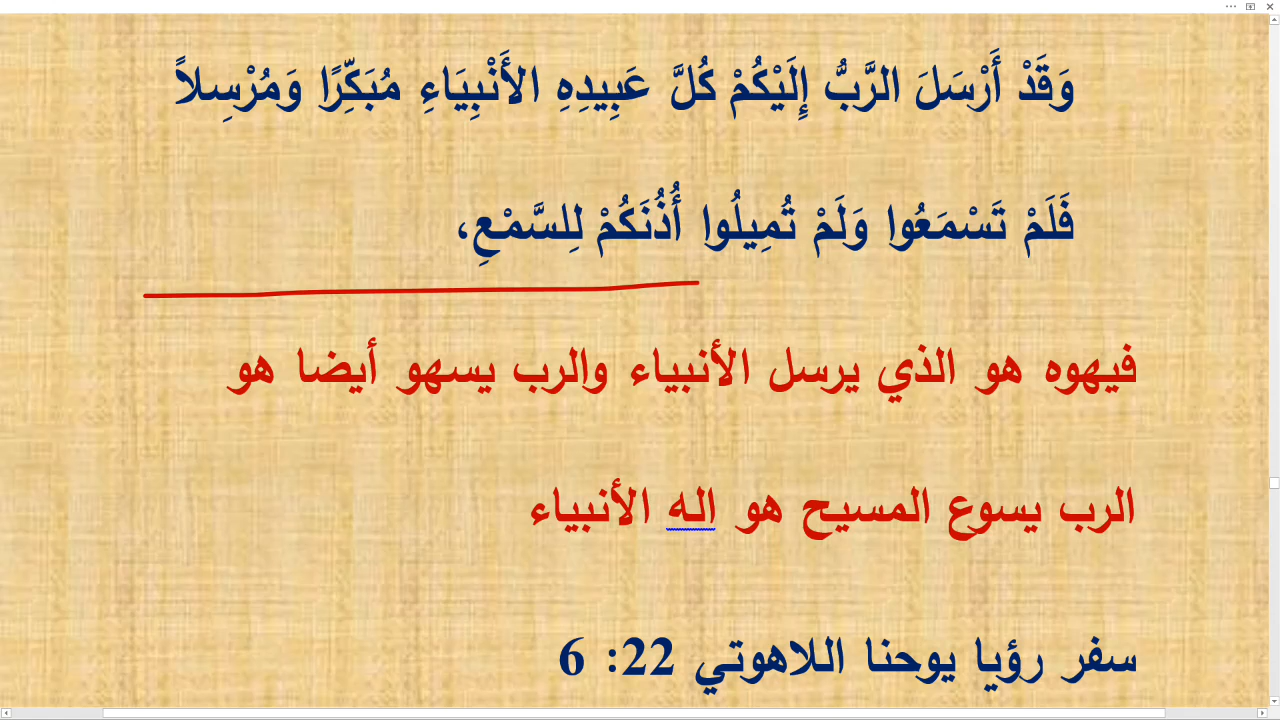 وَقَدْ أَرْسَلَ الرَّبُّ إِلَيْكُمْ كُلَّ عَبِيدِهِ الأَنْبِيَاءِ مُبَكِّرًا وَمُرْسِلاً
فَلَمْ تَسْمَعُوا وَلَمْ تُمِيلُوا أُذُنَكُمْ لِلسَّمْعِ،
فيهوه هو الذي يرسل الأنبياء والرب يسهو أيضا هو
الرب يسوع المسيح هو اله الأنبياء
سفر رؤيا يوحنا اللاهوتي 22: 6